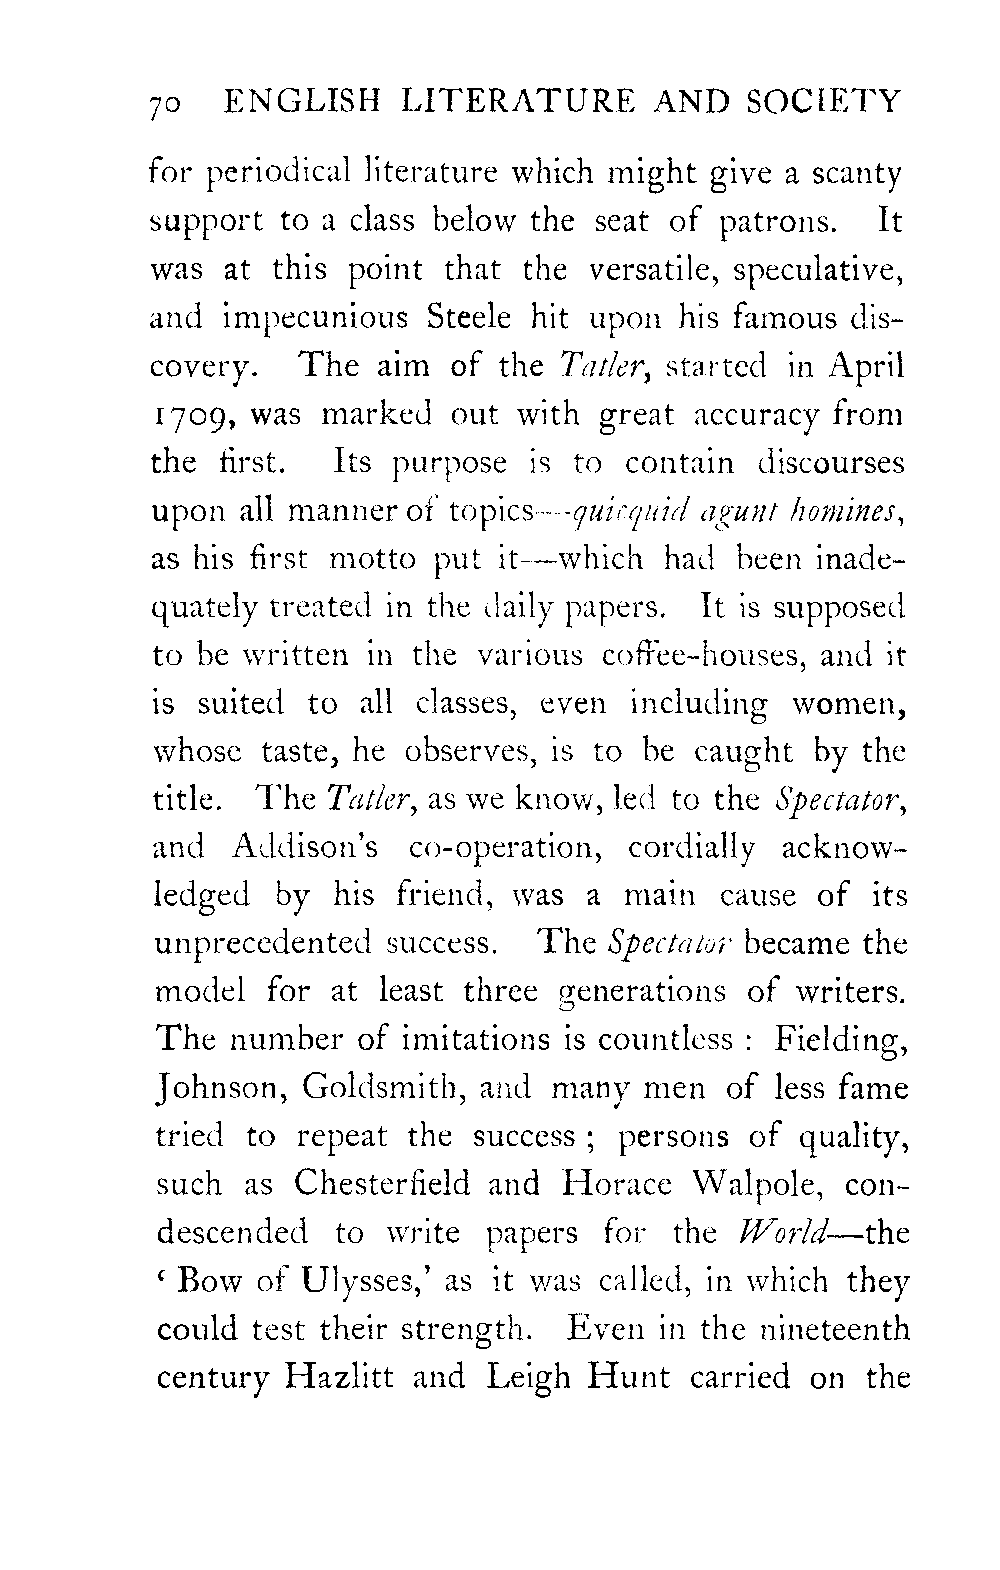 70 ENGLISH LITERATURE AND SOCIETY
for periodical literature which might give a scanty
support to a class below the seat of patrons. It
was at this point that the versatile, speculative,
and impecunious Steele hit upon his famous dis-
covery. The aim of the Tatler, started in April
1709, was marked out with great accuracy from
the first. Its purpose is to contain discourses
upon all manner of topics—quicquid agunt homines,
as his first motto put it—which had been inade-
quately treated in the daily papers. It is supposed
to be written in the various coffee-houses, and it
is suited to all classes, even including women,
whose taste, he observes, is to be caught by the
title. The Tatler, as we know, led to the Spectator,
and Addison's co-operation, cordially acknow-
ledged by his friend, was a main cause of its
unprecedented success. The Spectator became the
model for at least three generations of writers.
The number of imitations is countless : Fielding,
Johnson, Goldsmith, and many men of less fame
tried to repeat the success ; persons of quality,
such as Chesterfield and Horace Walpole, con-
descended to write papers for the World—the
‘ Bow of Ulysses,’ as it was called, in which they
could test their strength. Even in the nineteenth
century Hazlitt and Leigh Hunt carried on the